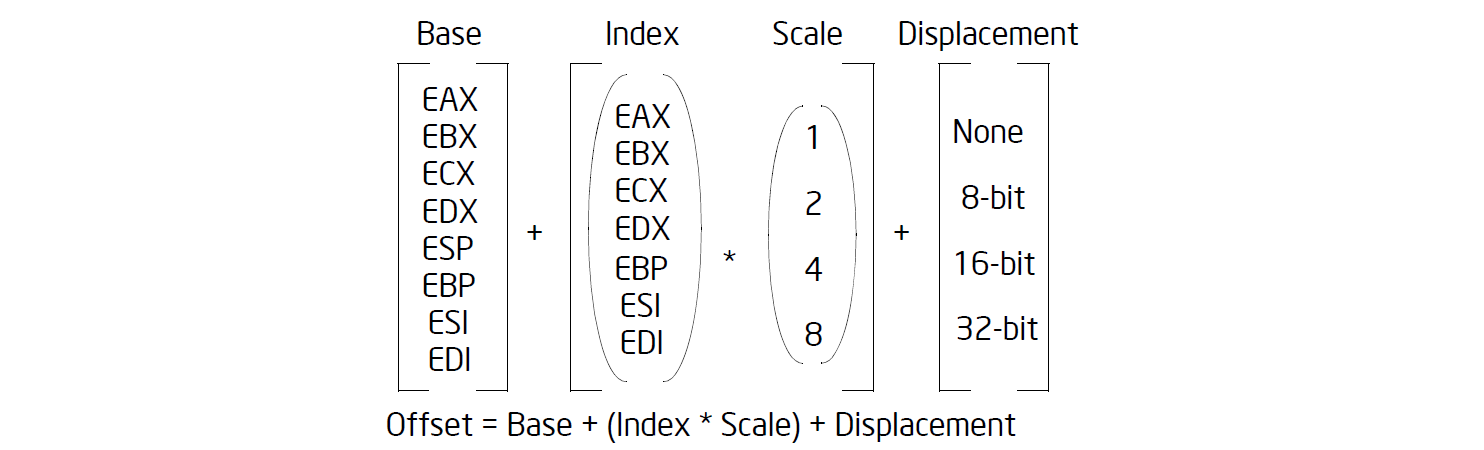 Base Index Scale Displacement
EAX
EBX
ECX
EDX
ESP
EBP
ESI
EDI
+
EAX
EBX
ECX
EDX
EBP
ESI
EDI
*
1
2
4
8
+
None
8-bit
16-bit
32-bit
Offset = Base + (Index * Scale) + Displacement